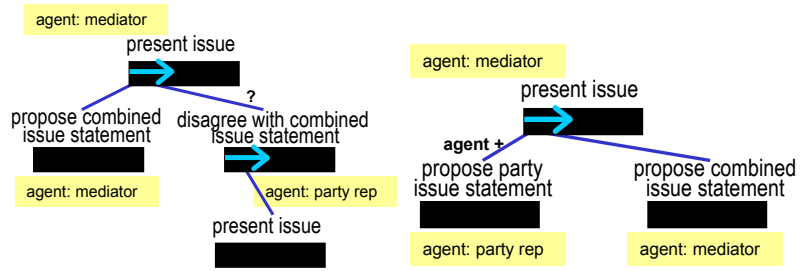 agent: mediator
present issue
?
propose combined
issue statement
disagree with combined
issue statement
agent: mediator
agent: party rep
present issue
agent: mediator
present issue
agent +
propose party
issue statement
propose combined
issue statement
agent: party rep
agent: mediator